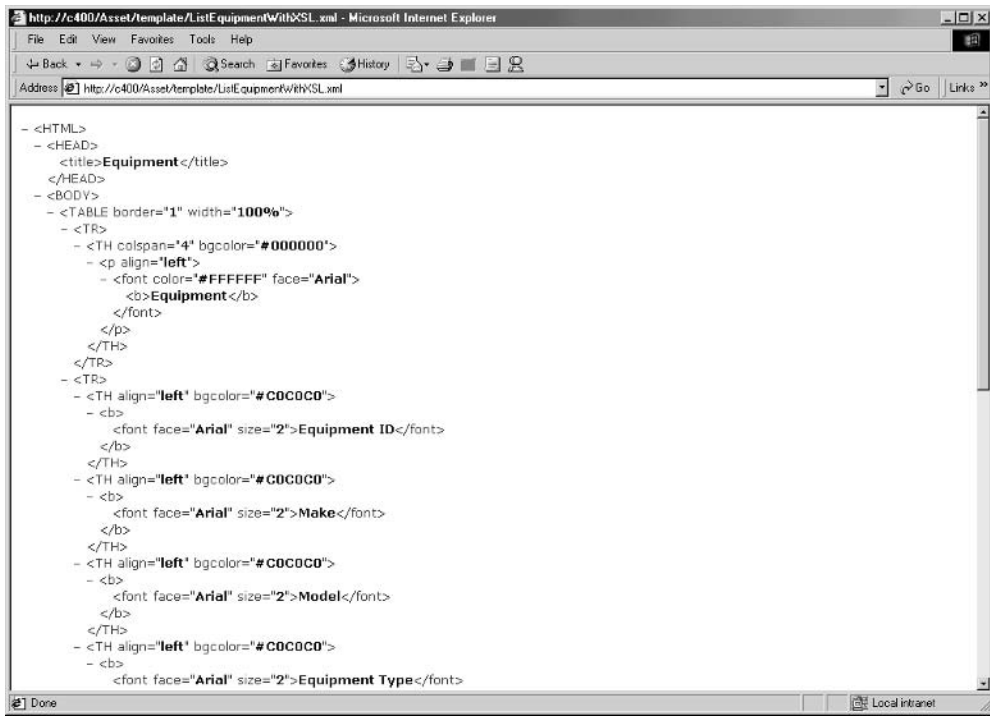 http://c400/Asset/template/ListEquipmentWithXSL.xml - Microsoft Internet Explorer
File Edit View Favorites Tools Help
Back Search Favorites History
Address http://c400/Asset/template/ListEquipmentWithXSL.xml Go Links »
- <HTML>
- <HEAD>
<title>Equipment</title>
</HEAD>
- <BODY>
- <TABLE border="1" width="100%">
- <TR>
- <TH colspan="4" bgcolor="#000000">
- <p align="left">
- <font color="#FFFFFF" face="Arial">
<b>Equipment</b>
</font>
</p>
</TH>
</TR>
- <TR>
- <TH align="left" bgcolor="#C0C0C0">
- <b>
<font face="Arial" size="2">Equipment ID</font>
</b>
</TH>
- <TH align="left" bgcolor="#C0C0C0">
- <b>
<font face="Arial" size="2">Make</font>
</b>
</TH>
- <TH align="left" bgcolor="#C0C0C0">
- <b>
<font face="Arial" size="2">Model</font>
</b>
</TH>
- <TH align="left" bgcolor="#C0C0C0">
- <b>
<font face="Arial" size="2">Equipment Type</font>
Done Local intranet